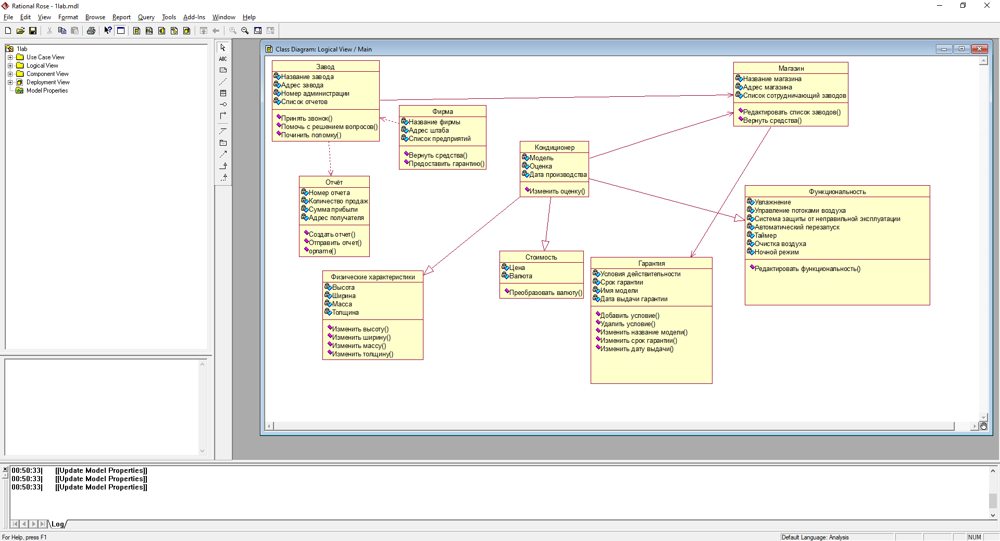 Rational Rose - 1lab.mdl
File Edit View Format Browse Report Query Tools Add-Ins Window Help
1lab
Use Case View
Logical View
Component View
Deployment View
Model Properties
ABC
Class Diagram: Logical View / Main
Завод
Название завода
Адрес завода
Номер администрации
Список отчетов
Принять звонок()
Помочь с решением вопросов()
Починить поломку()
Фирма
Название фирмы
Адрес штаба
Список предприятий
Вернуть средства()
Предоставить гарантию()
Магазин
Название магазина
Адрес магазина
Список сотрудничающий заводов
Редактировать список заводов()
Вернуть средства()
Кондиционер
Модель
Оценка
Дата производства
Изменить оценку()
Отчёт
Номер отчета
Количество продаж
Сумма прибыли
Адрес получателя
Создать отчет()
Отправить отчет()
opname()
Функциональность
Увлажнение
Управление потоками воздуха
Система защиты от неправильной эксплуатации
Автоматический перезапуск
Таймер
Очистка воздуха
Ночной режим
Редактировать функциональность()
Физические характеристики
Высота
Ширина
Масса
Толщина
Изменить высоту()
Изменить ширину()
Изменить массу()
Изменить толщину()
Стоимость
Цена
Валюта
Преобразовать валюту()
Гарантия
Условия действительности
Срок гарантии
Имя модели
Дата выдачи гарантии
Добавить условие()
Удалить условие()
Изменить название модели()
Изменить срок гарантии()
Изменить дату выдачи()
00:50:33| [[Update Model Properties]]
00:50:33| [[Update Model Properties]]
00:50:33| [[Update Model Properties]]
Log
For Help, press F1
Default Language: Analysis
NUM